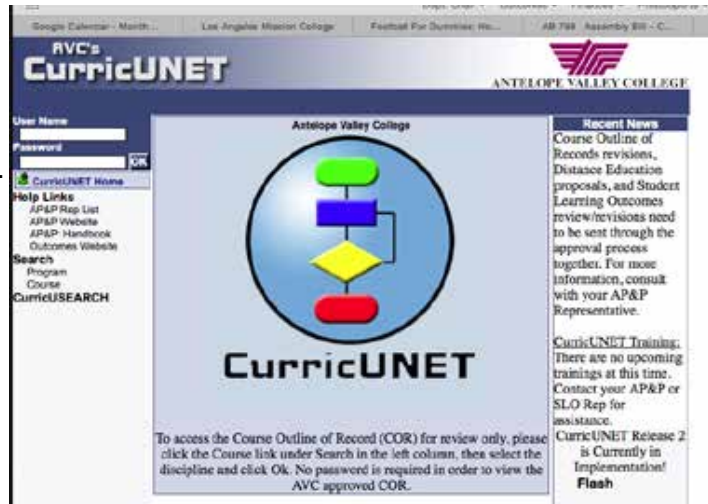 Google Calendar - Month...
Los Angeles Mission College
Football For Dummies: Ho...
AB 798 Assembly Bill - C...
AVC's
CurricUNET
ANTELOPE VALLEY COLLEGE
User Name
Password
OK
CurricUNET Home
Help Links
AP&P Rep List
AP&P Website
AP&P: Handbook
Outcomes Website
Search
Program
Course
CurricUSEARCH
Antelope Valley College
CurricUNET
To access the Course Outline of Record (COR) for review only, please
click the Course link under Search in the left column, then select the
discipline and click Ok. No password is required in order to view the
AVC approved COR.
Recent News
Course Outline of
Records revisions,
Distance Education
proposals, and Student
Learning Outcomes
review/revisions need
to be sent through the
approval process
together. For more
information, consult
with your AP&P
Representative.
CurricUNET Training:
There are no upcoming
trainings at this time.
Contact your AP&P or
SLO Rep for
assistance.
CurricUNET Release 2
is Currently in
Implementation!
Flash